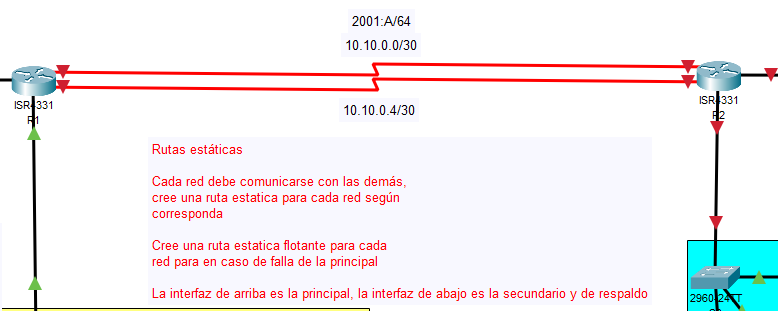 2001:A/64
10.10.0.0/30
ISR4331
R1
ISR4331
R2
10.10.0.4/30
Rutas estáticas
Cada red debe comunicarse con las demás,
cree una ruta estatica para cada red según
corresponda
Cree una ruta estatica flotante para cada
red para en caso de falla de la principal
La interfaz de arriba es la principal, la interfaz de abajo es la secundario y de respaldo
2960-24TT